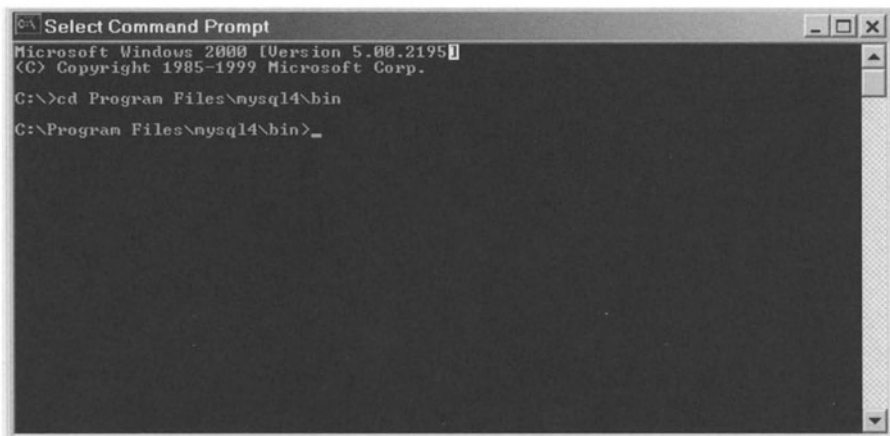 Select Command Prompt
Microsoft Windows 2000 [Version 5.00.2195]
(C) Copyright 1985-1999 Microsoft Corp.
C:\>cd Program Files\mysql4\bin
C:\Program Files\mysql4\bin>_